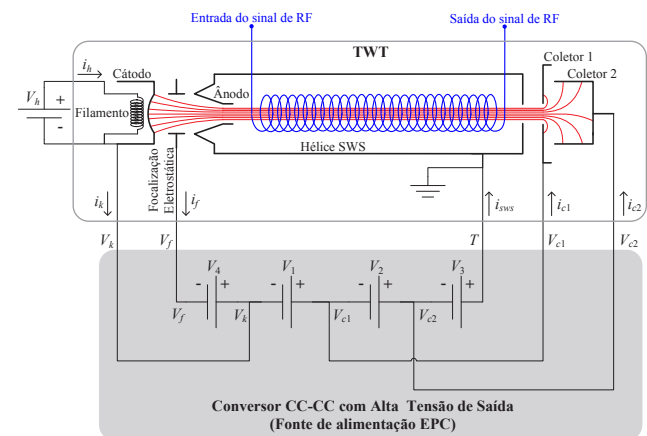 Entrada do sinal de RF
Saída do sinal de RF
TWT
Coletor 1
Coletor 2
i_h
Cátodo
Ânodo
V_h
+
-
Filamento
Hélice SWS
Focalização
Eletrostática
i_k
i_f
i_sws
i_c1
i_c2
V_k
V_f
T
V_c1
V_c2
V_4
V_1
V_2
V_3
- +
- +
- +
- +
V_f
V_k
V_c1
V_c2
Conversor CC-CC com Alta Tensão de Saída
(Fonte de alimentação EPC)